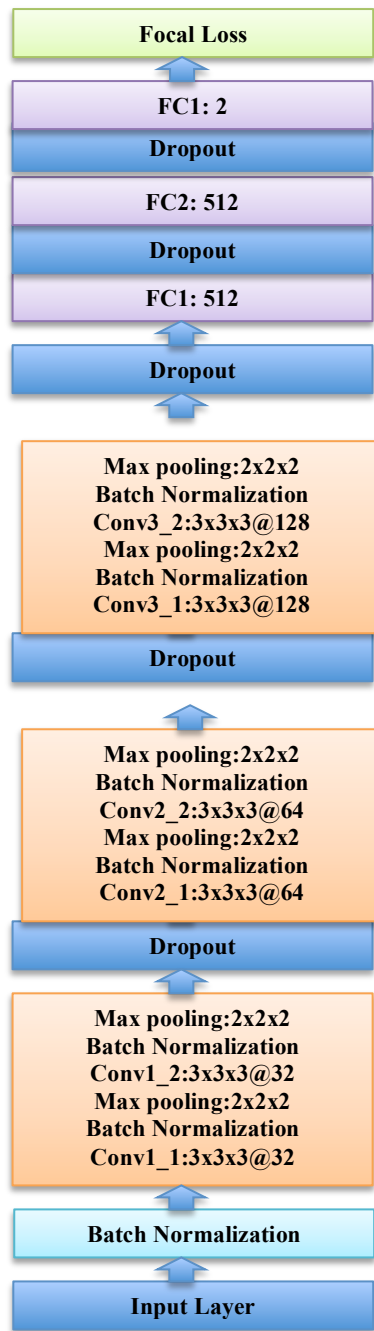 Focal Loss
FC1: 2
Dropout
FC2: 512
Dropout
FC1: 512
Dropout
Max pooling:2x2x2
Batch Normalization
Conv3_2:3x3x3@128
Max pooling:2x2x2
Batch Normalization
Conv3_1:3x3x3@128
Dropout
Max pooling:2x2x2
Batch Normalization
Conv2_2:3x3x3@64
Max pooling:2x2x2
Batch Normalization
Conv2_1:3x3x3@64
Dropout
Max pooling:2x2x2
Batch Normalization
Conv1_2:3x3x3@32
Max pooling:2x2x2
Batch Normalization
Conv1_1:3x3x3@32
Batch Normalization
Input Layer